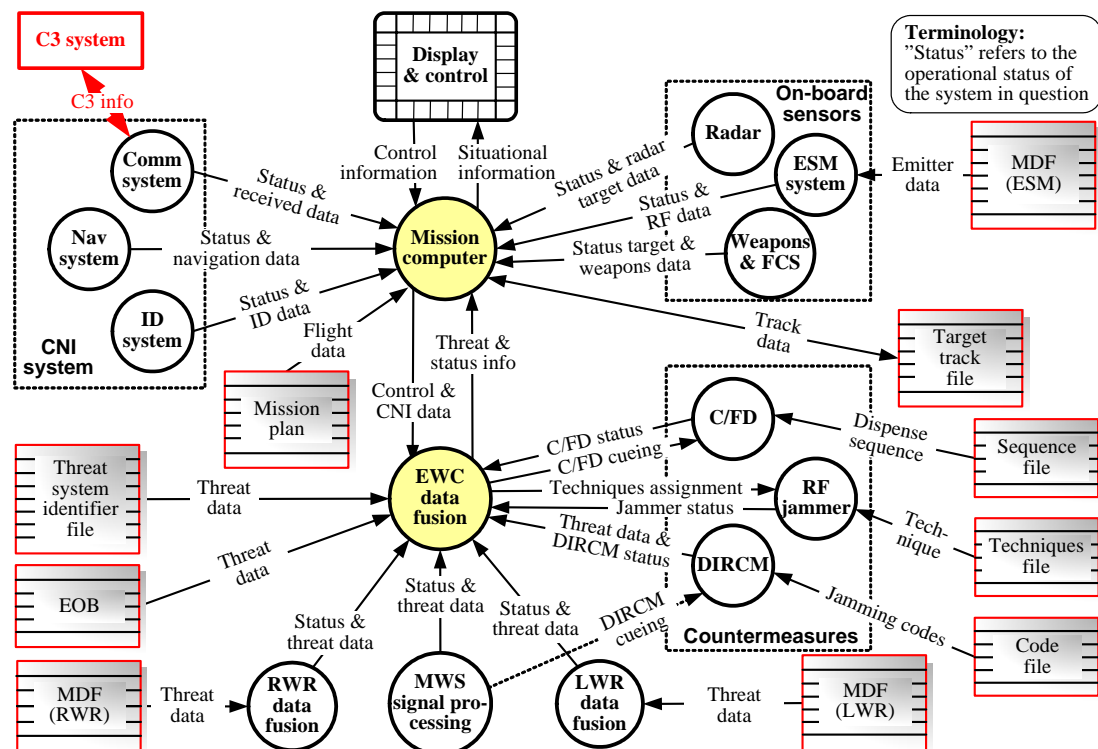 C3 system
C3 info
Display
& control
Terminology:
”Status” refers to the
operational status of
the system in question
On-board
sensors
Comm
system
Nav
system
ID
system
CNI
system
Status &
received data
Status &
navigation data
Status &
ID data
Control
information
Situational
information
Mission
computer
Status & radar
target data
Status &
RF data
Status target &
weapons data
Radar
ESM
system
Weapons
& FCS
Emitter
data
MDF
(ESM)
Flight
data
Mission
plan
Threat &
status info
Control &
CNI data
Track
data
Target
track
file
Threat
system
identifier
file
Threat
data
EOB
Threat
data
EWC
data
fusion
C/FD status
C/FD cueing
Techniques assignment
Jammer status
Threat data &
DIRCM status
C/FD
RF
jammer
DIRCM
Countermeasures
Dispense
sequence
Sequence
file
Tech-
nique
Techniques
file
Jamming codes
Code
file
Status &
threat data
Status &
threat data
Status &
threat data
DIRCM
cueing
MDF
(RWR)
Threat
data
RWR
data
fusion
MWS
signal pro-
cessing
LWR
data
fusion
Threat
data
MDF
(LWR)